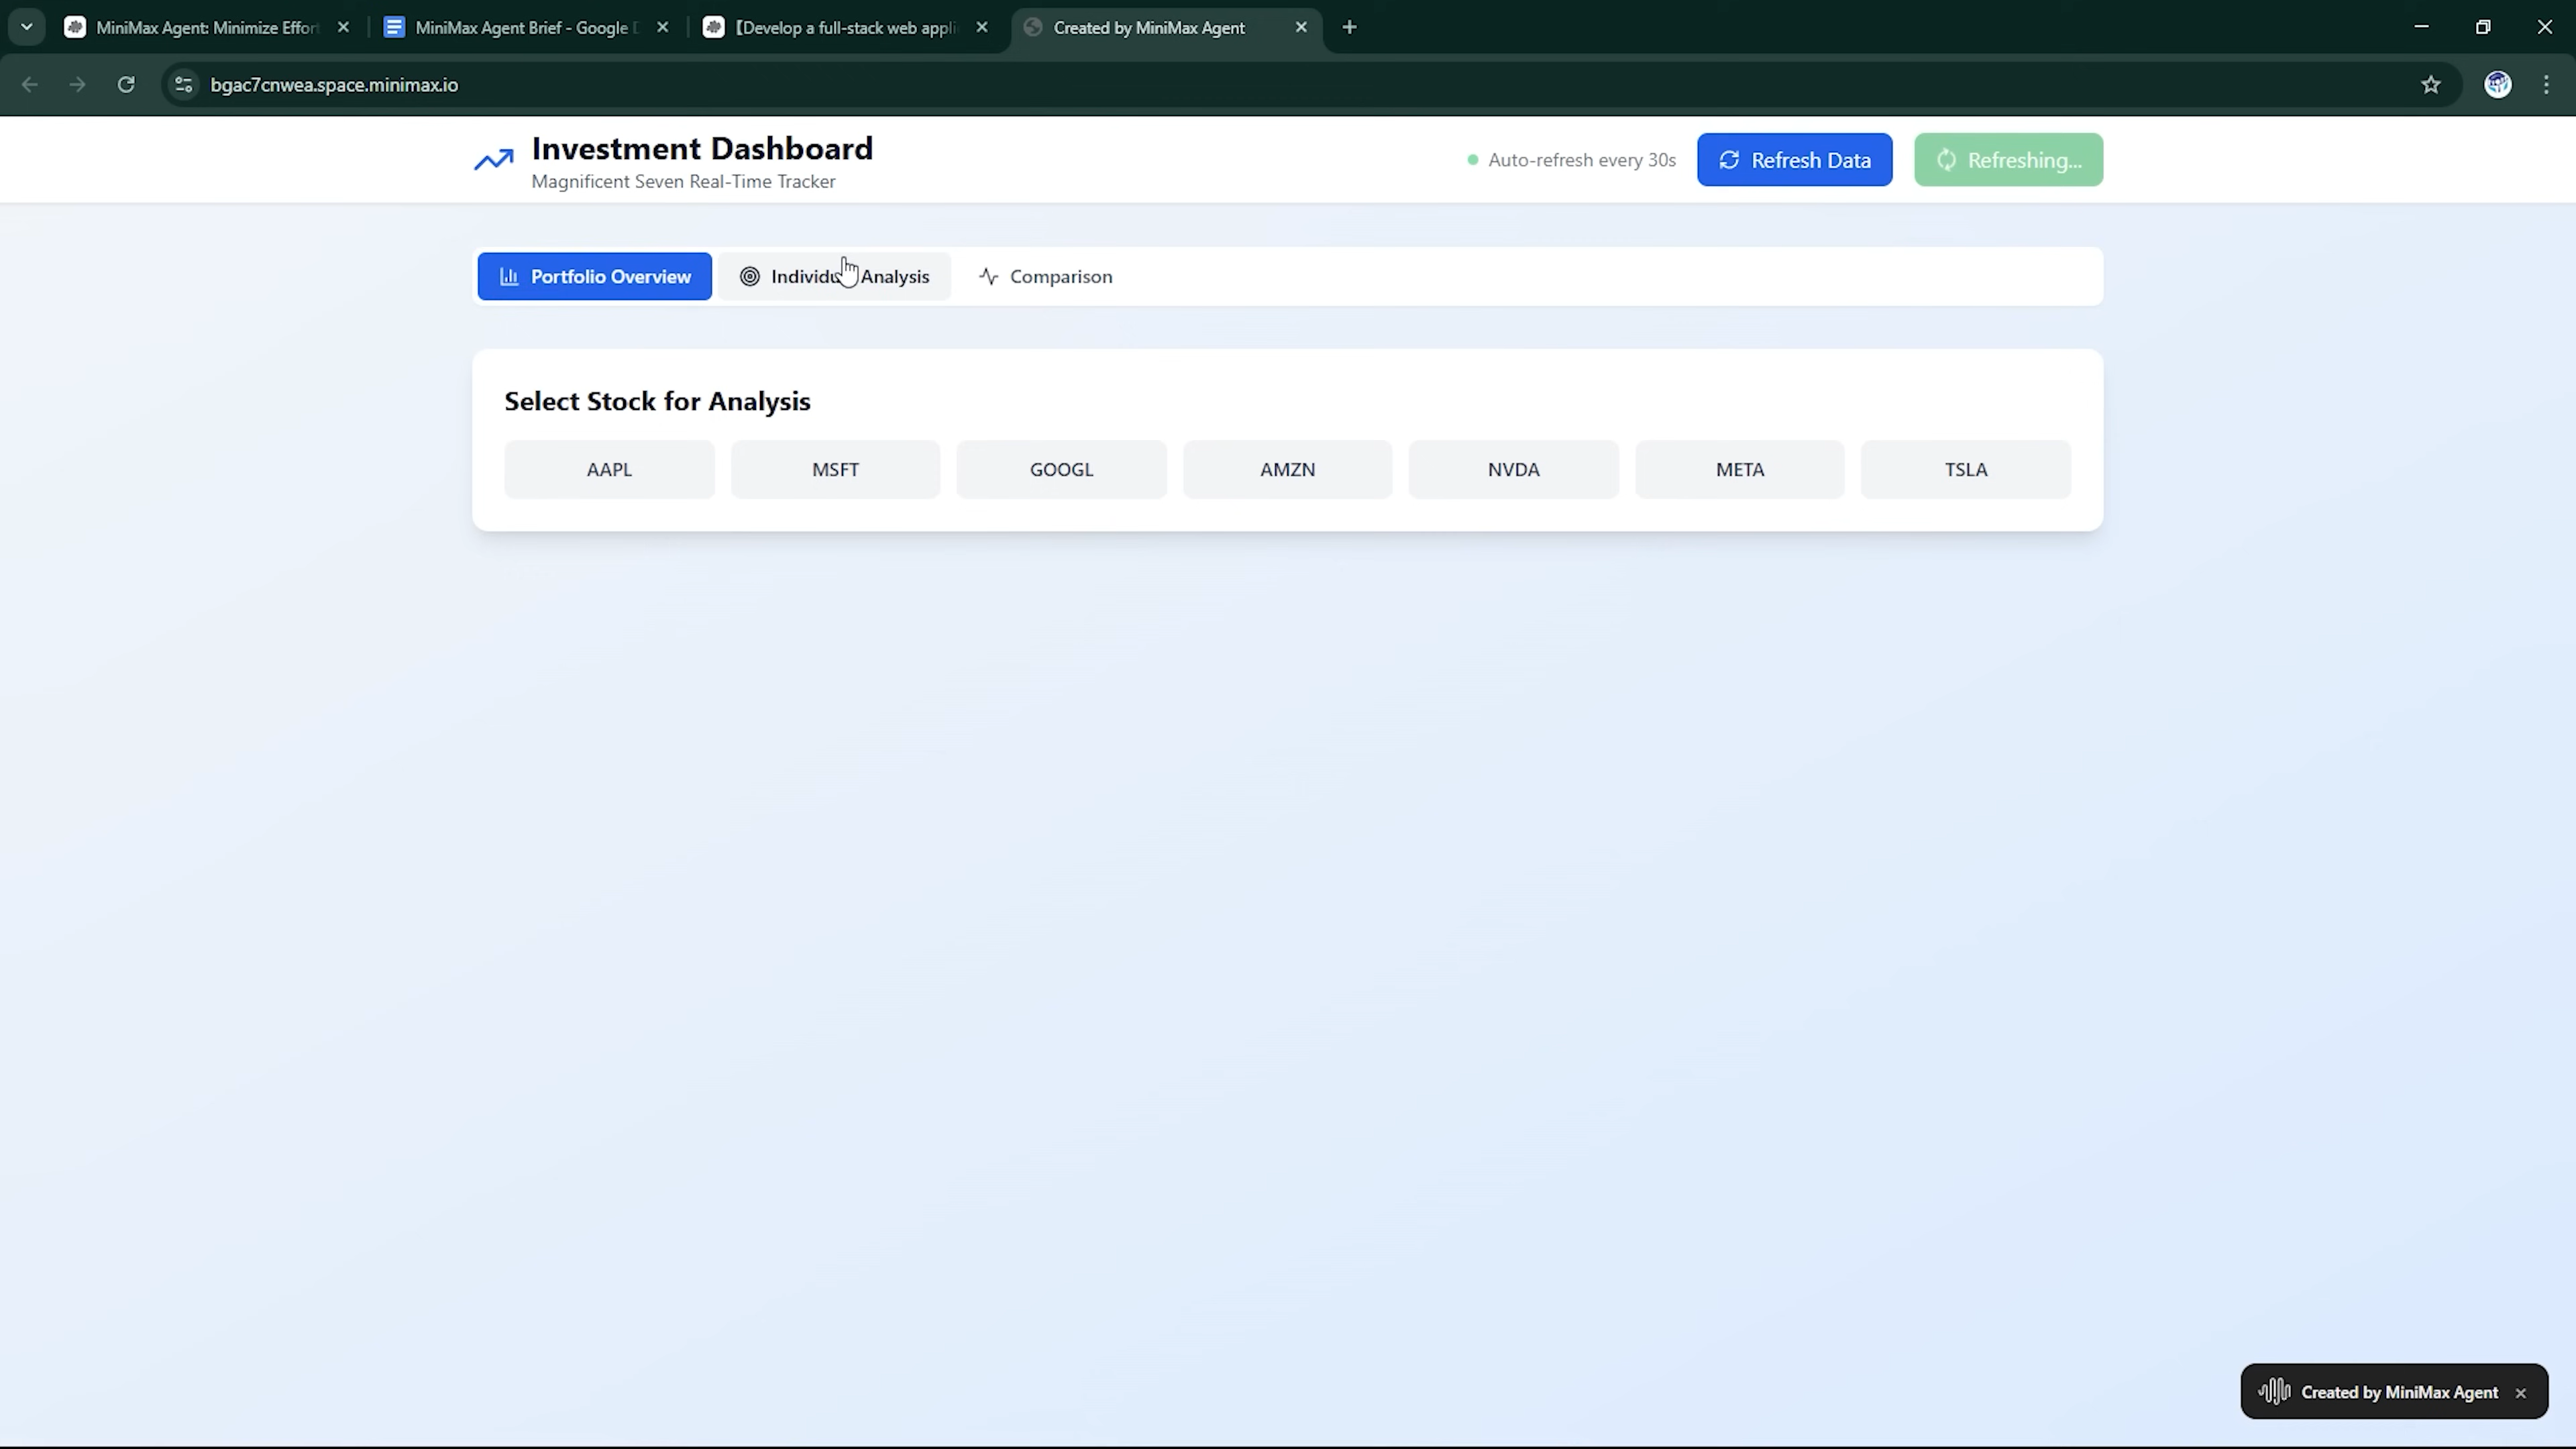 MiniMax Agent: Minimize Effor
MiniMax Agent Brief - Google
[Develop a full-stack web appli
Created by MiniMax Agent
bgac7cnwea.space.minimax.io
Investment Dashboard
Magnificent Seven Real-Time Tracker
Auto-refresh every 30s
Refresh Data
Refreshing...
Portfolio Overview
Individual Analysis
Comparison
Select Stock for Analysis
AAPL
MSFT
GOOGL
AMZN
NVDA
META
TSLA
Created by MiniMax Agent